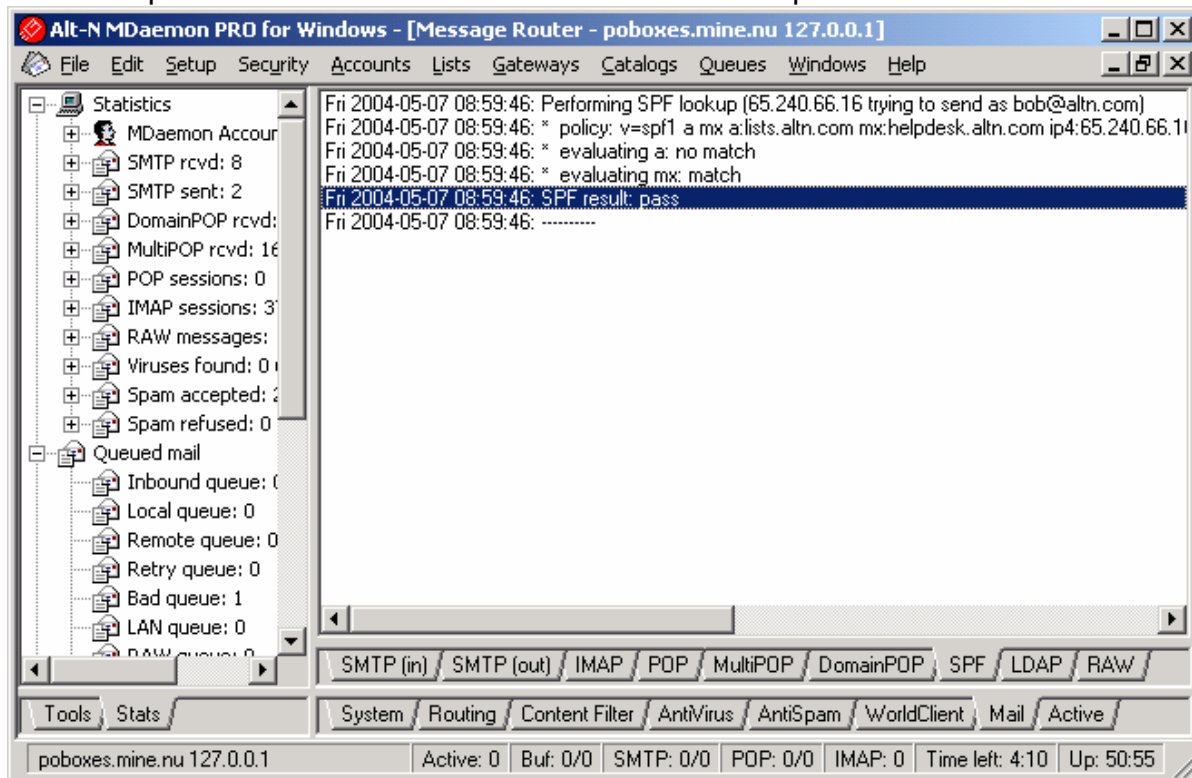 Alt-N MDaemon PRO for Windows - [Message Router - poboxes.mine.nu 127.0.0.1]
File Edit Setup Security Accounts Lists Gateways Catalogs Queues Windows Help
Statistics
MDaemon Accour
SMTP rcvd: 8
SMTP sent: 2
DomainPOP rcvd:
MultiPOP rcvd: 16
POP sessions: 0
IMAP sessions: 3
RAW messages:
Viruses found: 0
Spam accepted:
Spam refused: 0
Queued mail
Inbound queue:
Local queue: 0
Remote queue: 0
Retry queue: 0
Bad queue: 1
LAN queue: 0
Fri 2004-05-07 08:59:46: Performing SPF lookup (65.240.66.16 trying to send as bob@altn.com)
Fri 2004-05-07 08:59:46: * policy: v=spf1 a mx a:lists.altn.com mx:helpdesk.altn.com ip4:65.240.66.1
Fri 2004-05-07 08:59:46: * evaluating a: no match
Fri 2004-05-07 08:59:46: * evaluating mx: match
Fri 2004-05-07 08:59:46: SPF result: pass
Fri 2004-05-07 08:59:46: ----------
SMTP (in) SMTP (out) IMAP POP MultiPOP DomainPOP SPF LDAP RAW
Tools Stats
System Routing Content Filter AntiVirus AntiSpam WorldClient Mail Active
poboxes.mine.nu 127.0.0.1 Active: 0 Buf: 0/0 SMTP: 0/0 POP: 0/0 IMAP: 0 Time left: 4:10 Up: 50:55